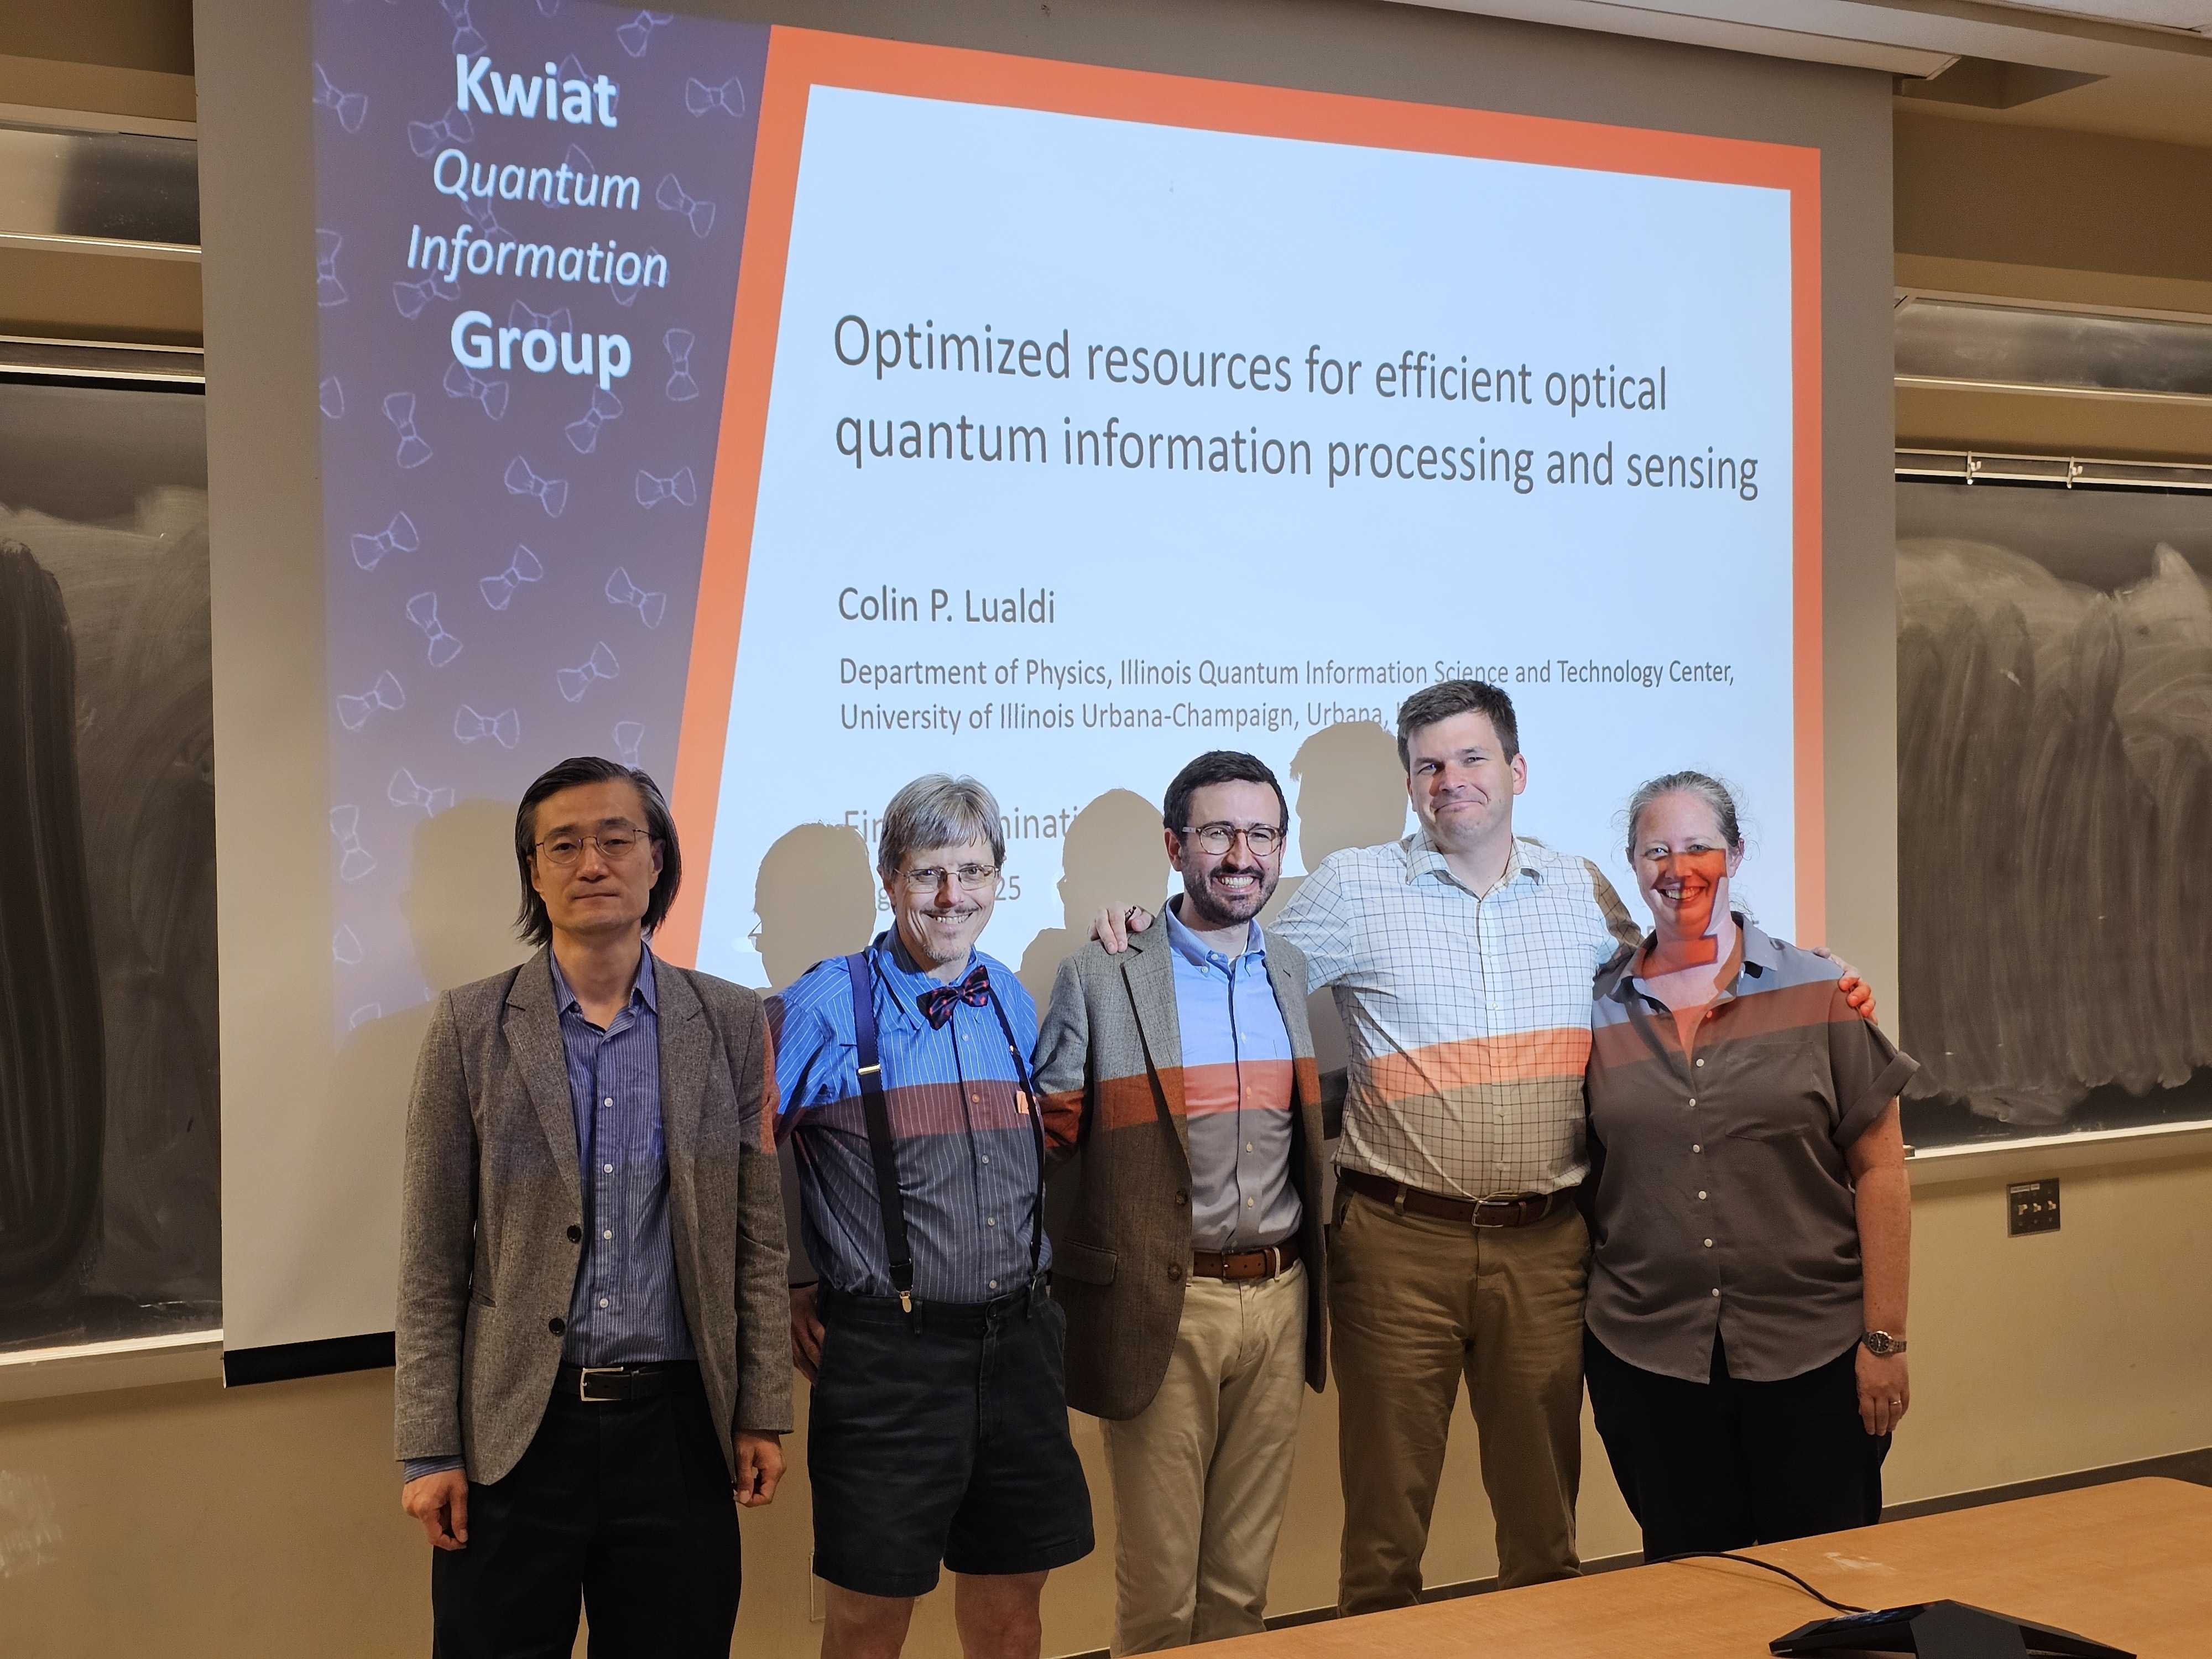 Kwiat
Quantum
Information
Group
Optimized resources for efficient optical
quantum information processing and sensing
Colin P. Lualdi
Department of Physics, Illinois Quantum Information Science and Technology Center,
University of Illinois Urbana-Champaign, Urbana,